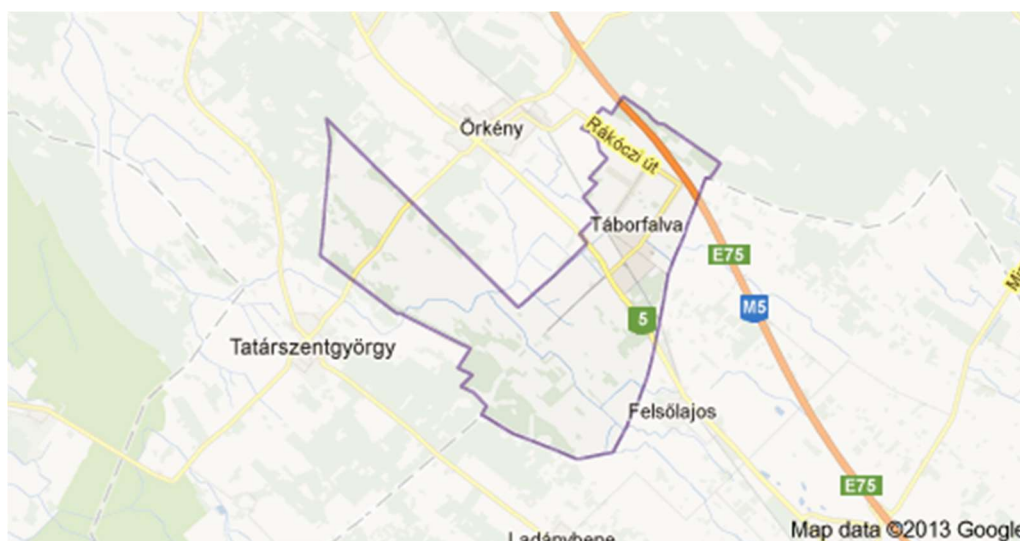 Örkény
Rákóczi út
Táborfalva
E75
M5
5
Tatárszentgyörgy
Felsőlajos
E75
Map data ©2013 Google